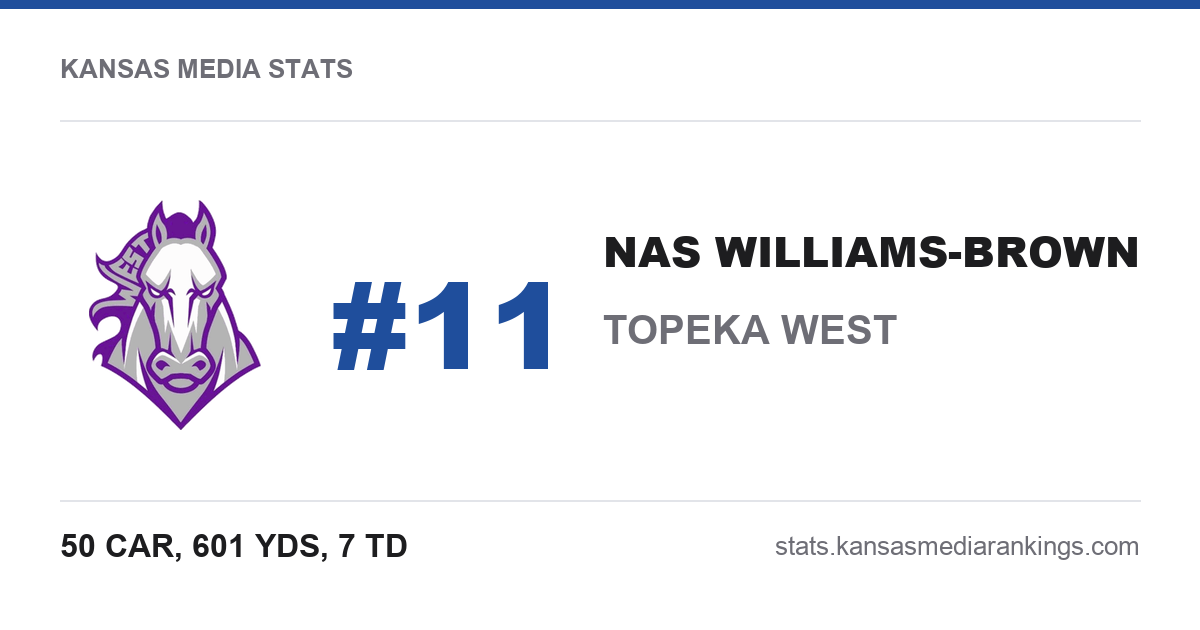 KANSAS MEDIA STATS
WEST
#11
NAS WILLIAMS-BROWN
TOPEKA WEST
50 CAR, 601 YDS, 7 TD
stats.kansasmediarankings.com